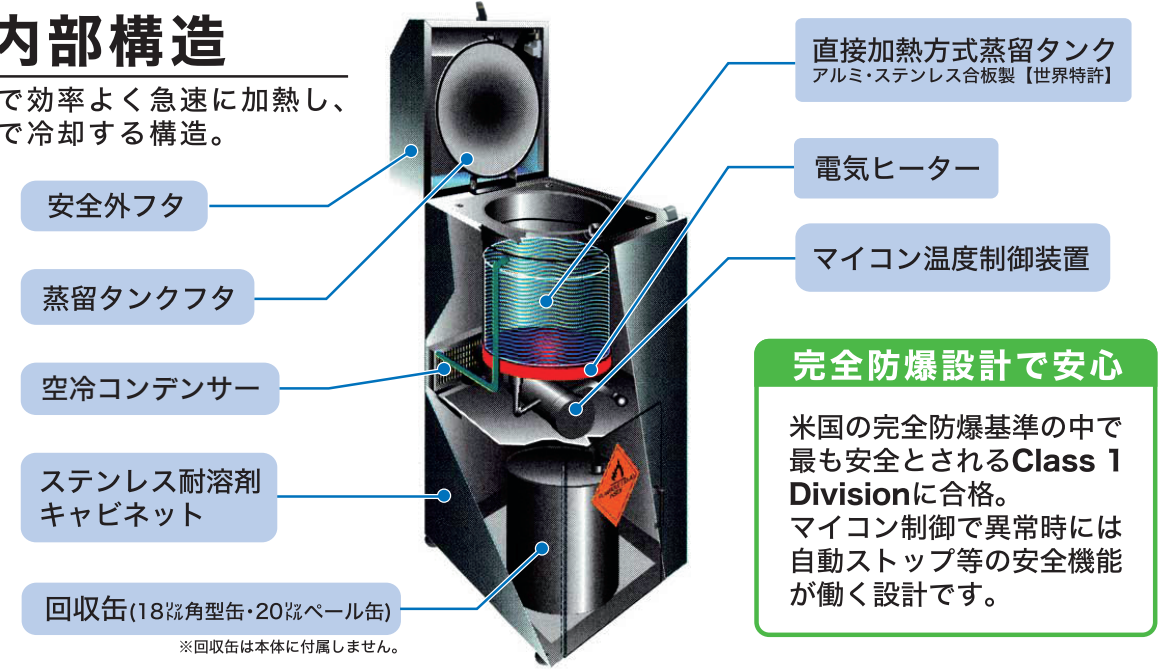 内部構造
で効率よく急速に加熱し、
で冷却する構造。
安全外フタ
蒸留タンクフタ
空冷コンデンサー
ステンレス耐溶剤
キャビネット
回収缶(18㍑角型缶・20㍑ペール缶)
※回収缶は本体に付属しません。
直接加熱方式蒸留タンク
アルミ・ステンレス合板製【世界特許】
電気ヒーター
マイコン温度制御装置
完全防爆設計で安心
米国の完全防爆基準の中で
最も安全とされるClass 1
Divisionに合格。
マイコン制御で異常時には
自動ストップ等の安全機能
が働く設計です。